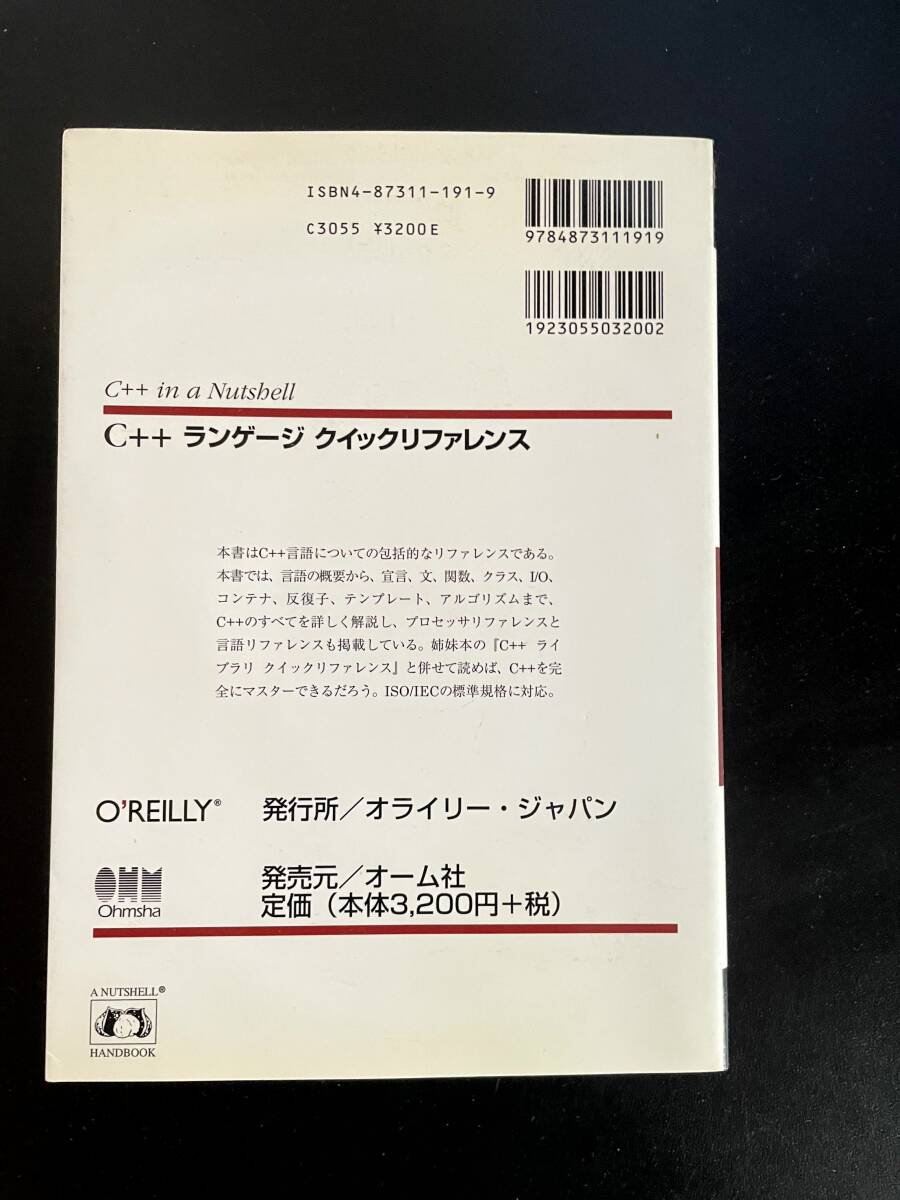 ISBN4-87311-191-9
C3055 ¥3200E
9784873111919
1923055032002
C++ in a Nutshell
C++ ランゲージ クイックリファレンス
本書はC++言語についての包括的なリファレンスである。
本書では、言語の概要から、宣言、文、関数、クラス、I/O、
コンテナ、反復子、テンプレート、アルゴリズムまで、
C++のすべてを詳しく解説し、プロセッサリファレンスと
言語リファレンスも掲載している。姉妹本の『C++ ライ
ブラリ クイックリファレンス』と併せて読めば、C++を完
全にマスターできるだろう。ISO/IECの標準規格に対応。
O'REILLY® 発行所／オライリー・ジャパン
OHM
Ohmsha
発売元／オーム社
定価（本体3,200円＋税）
A NUTSHELL®
HANDBOOK